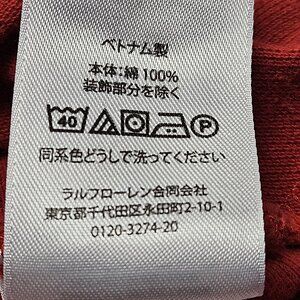 ベトナム製
本体:綿 100%
装飾部分を除く
40 P
同系色どうしで洗ってください
ラルフローレン合同会社
東京都千代田区永田町2-10-1
0120-3274-20